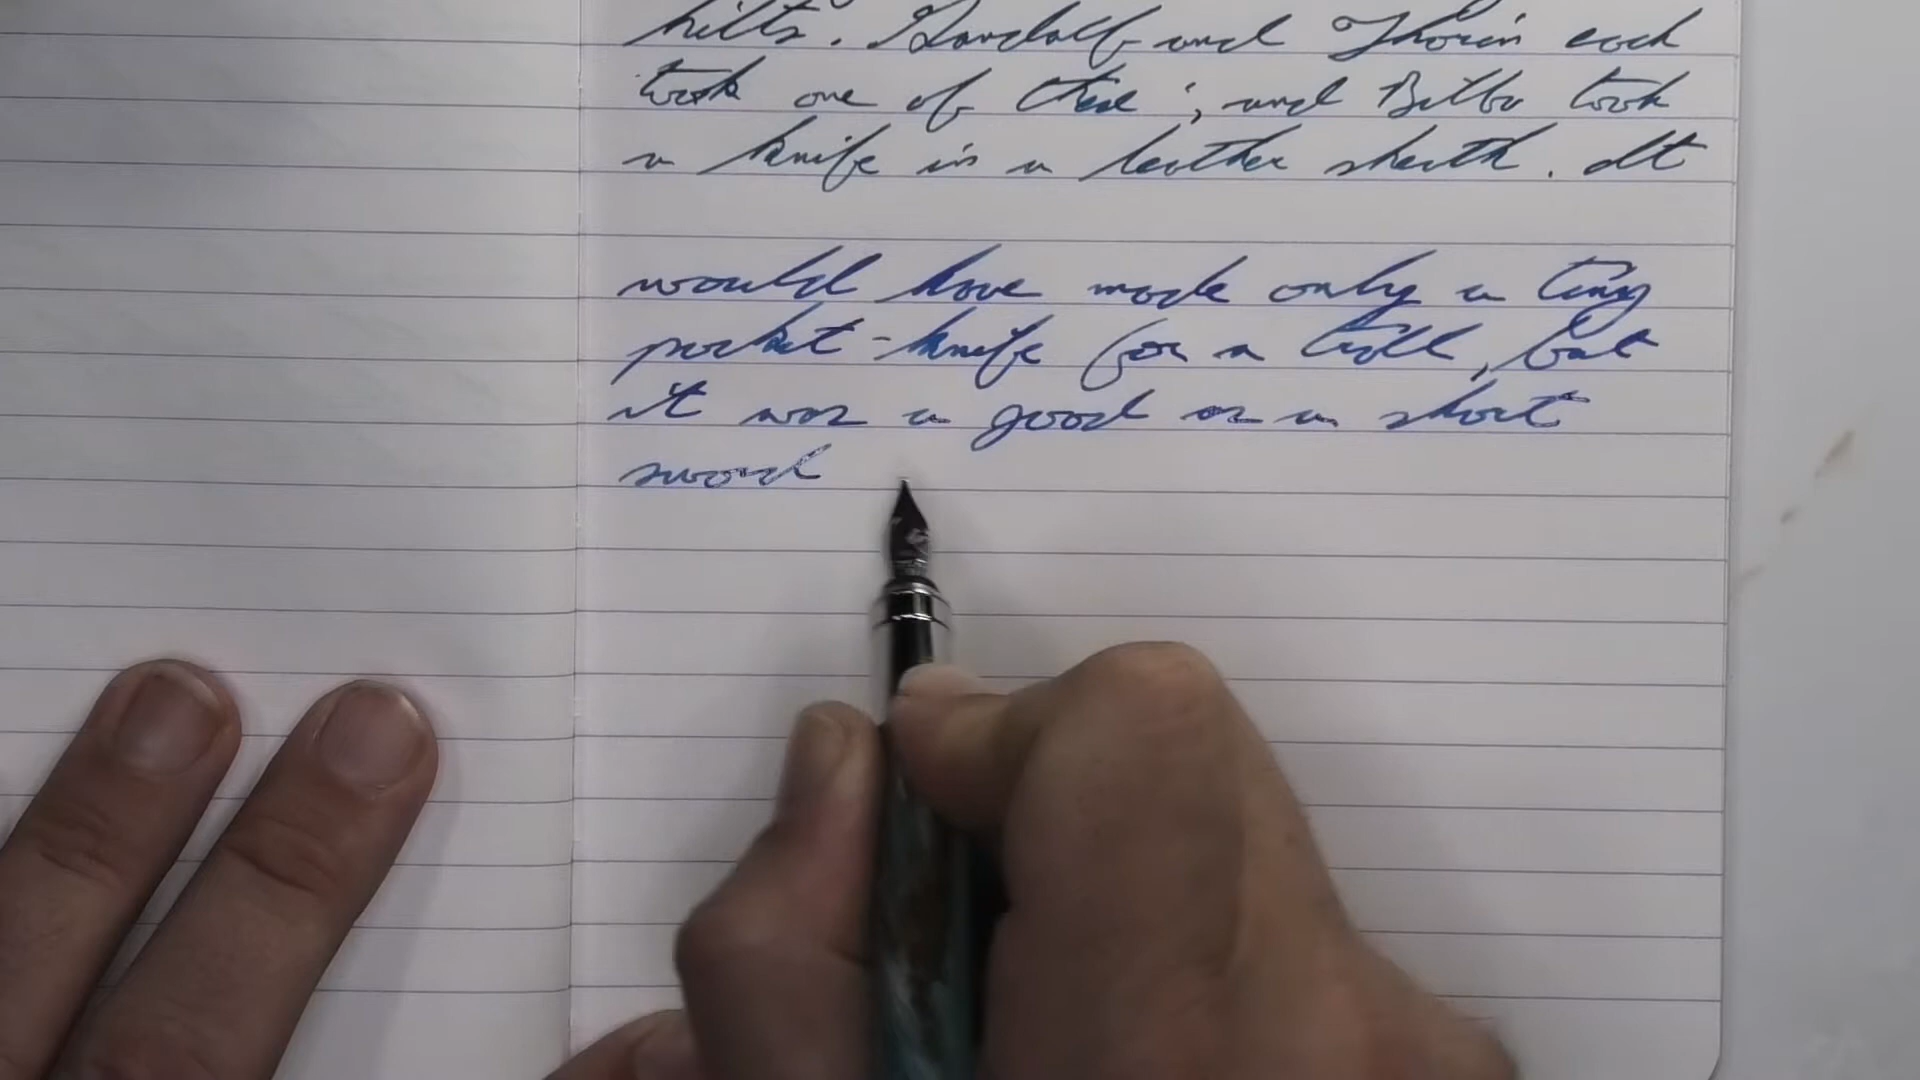 hilts. Gandalf and Thorin each
took one of these; and Bilbo took
a knife in a leather sheath. It
would have made only a tiny
pocket-knife for a troll, but
it was a good as a short
sword